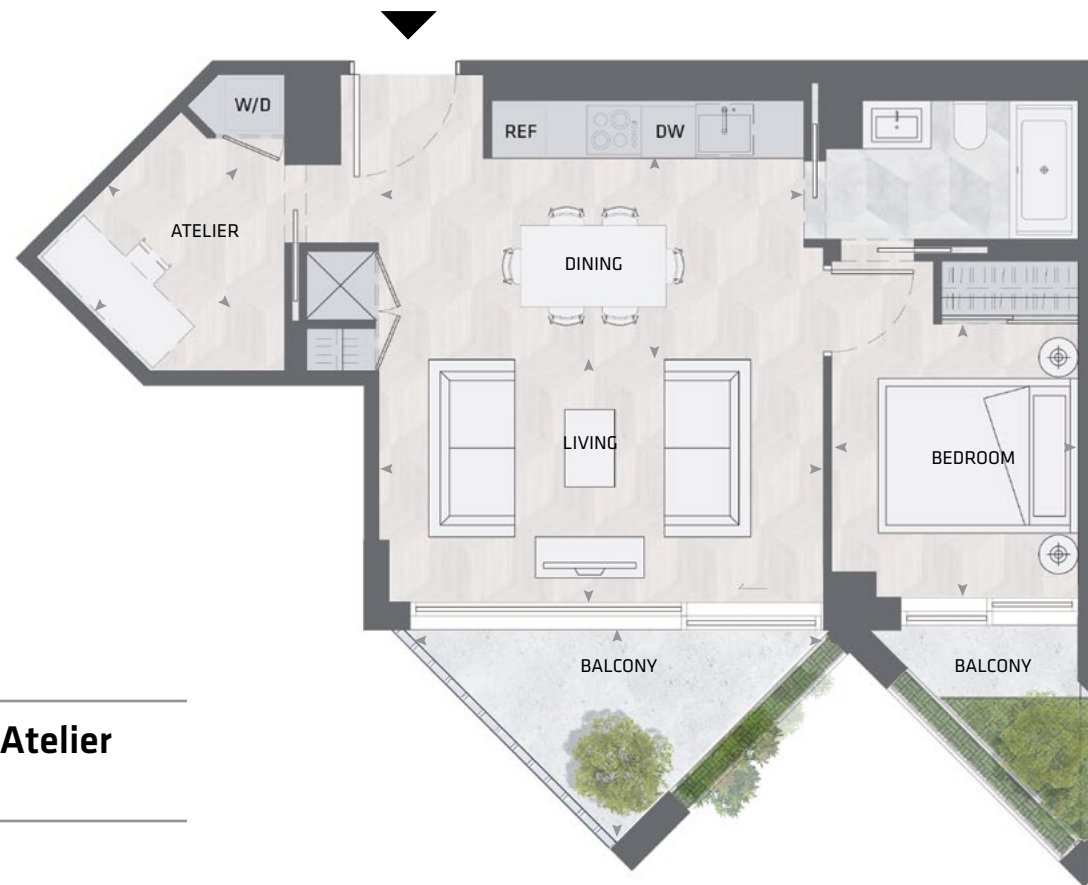 W/D
REF
DW
ATELIER
DINING
LIVING
BEDROOM
BALCONY
BALCONY
Atelier